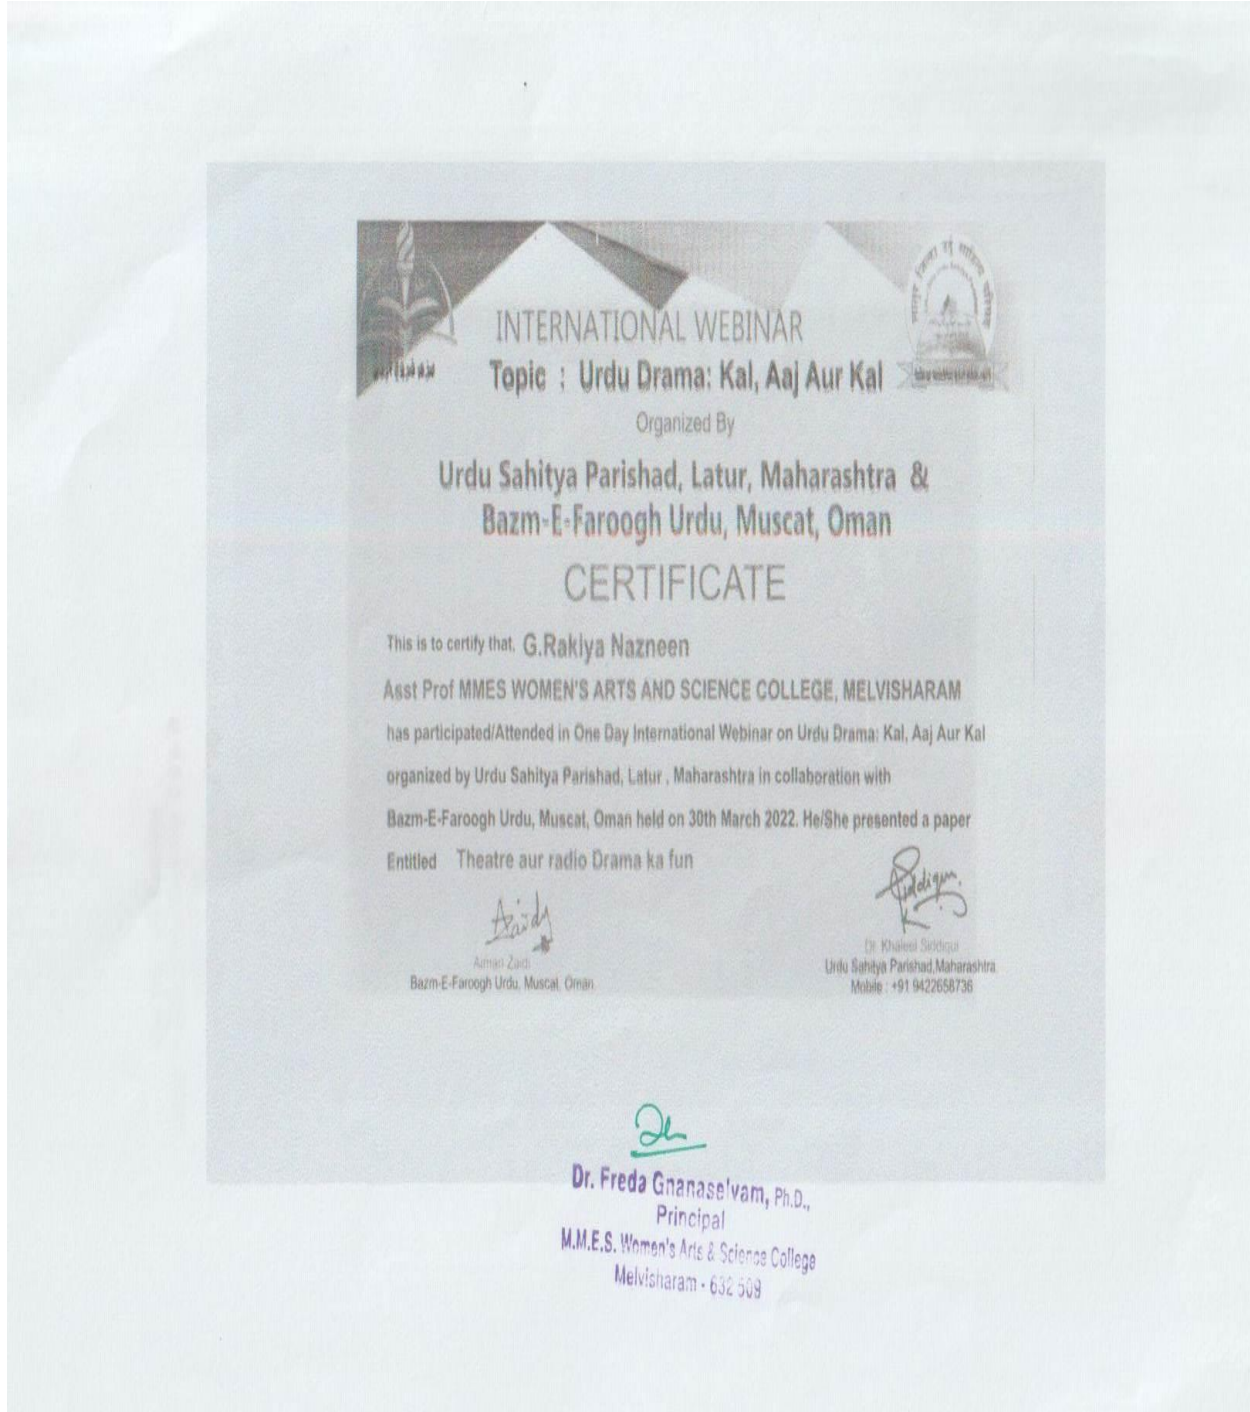 INTERNATIONAL WEBINAR
Topic : Urdu Drama: Kal, Aaj Aur Kal
Organized By
Urdu Sahitya Parishad, Latur, Maharashtra &
Bazm-E-Faroogh Urdu, Muscat, Oman
CERTIFICATE
This is to certify that, G.Rakiya Nazneen
Asst Prof MMES WOMEN'S ARTS AND SCIENCE COLLEGE, MELVISHARAM
has participated/Attended in One Day International Webinar on Urdu Drama: Kal, Aaj Aur Kal
organized by Urdu Sahitya Parishad, Latur , Maharashtra in collaboration with
Bazm-E-Faroogh Urdu, Muscat, Oman held on 30th March 2022. He/She presented a paper
Entitled Theatre aur radio Drama ka fun
Zaidi
Bazm-E-Faroogh Urdu, Muscat, Oman
Dr. Khaleel Siddiqui
Urdu Sahitya Parishad,Maharashtra
Mobile : +91 9422658736
Dr. Freda Gnanaselvam, Ph.D.,
Principal
M.M.E.S. Women's Arts & Science College
Melvisharam - 632 509